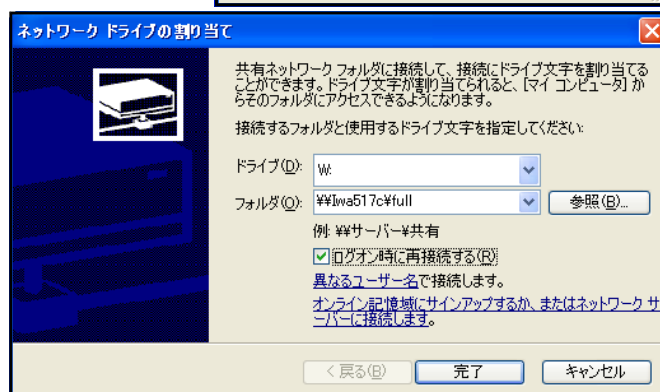 ネットワーク ドライブの割り当て
共有ネットワーク フォルダに接続して、接続にドライブ文字を割り当てる
ことができます。ドライブ文字が割り当てられると、[マイ コンピュータ] か
らそのフォルダにアクセスできるようになります。
接続するフォルダと使用するドライブ文字を指定してください:
ドライブ(D): W:
フォルダ(O): ¥¥Iwa517c¥full 参照(B)...
例: ¥¥サーバー¥共有
ログオン時に再接続する(R)
異なるユーザー名で接続します。
オンライン記憶域にサインアップするか、またはネットワーク サ
ーバーに接続します。
< 戻る(B) 完了 キャンセル